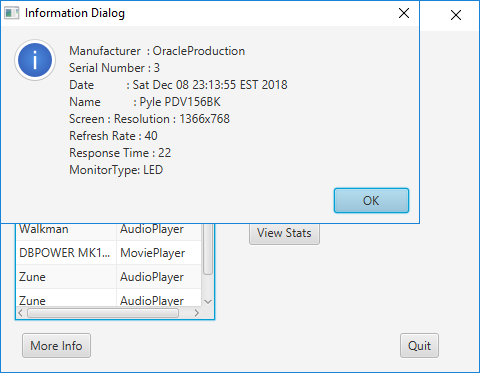 Information Dialog
Manufacturer : OracleProduction
Serial Number : 3
Date : Sat Dec 08 23:13:55 EST 2018
Name : Pyle PDV156BK
Screen : Resolution : 1366x768
Refresh Rate : 40
Response Time : 22
MonitorType: LED
OK
Walkman AudioPlayer
View Stats
DBPOWER MK1... MoviePlayer
Zune AudioPlayer
Zune AudioPlayer
More Info
Quit